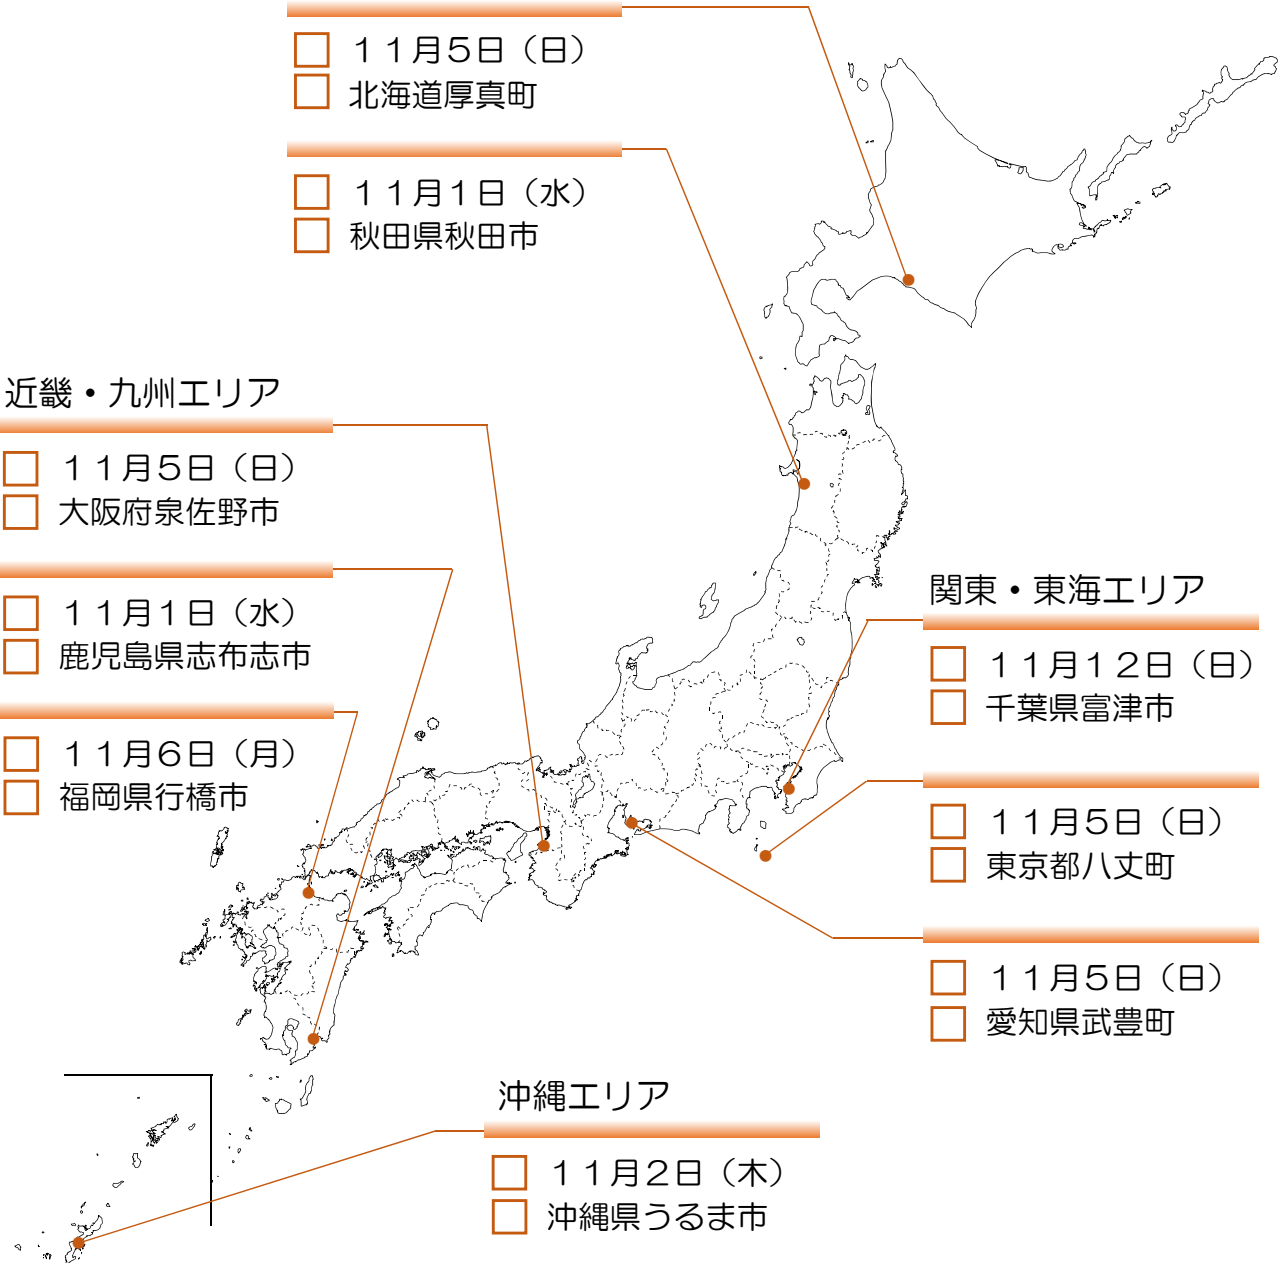 １１月５日（日）
北海道厚真町
１１月１日（水）
秋田県秋田市
近畿・九州エリア
１１月５日（日）
大阪府泉佐野市
１１月１日（水）
鹿児島県志布志市
１１月６日（月）
福岡県行橋市
関東・東海エリア
１１月１２日（日）
千葉県富津市
１１月５日（日）
東京都八丈町
１１月５日（日）
愛知県武豊町
沖縄エリア
１１月２日（木）
沖縄県うるま市